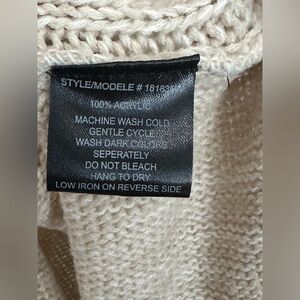 STYLE/MODELE #
100% ACRYLIC
MACHINE WASH COLD
GENTLE CYCLE
WASH DARK COLORS
SEPERATELY
DO NOT BLEACH
HANG TO DRY
LOW IRON ON REVERSE SIDE